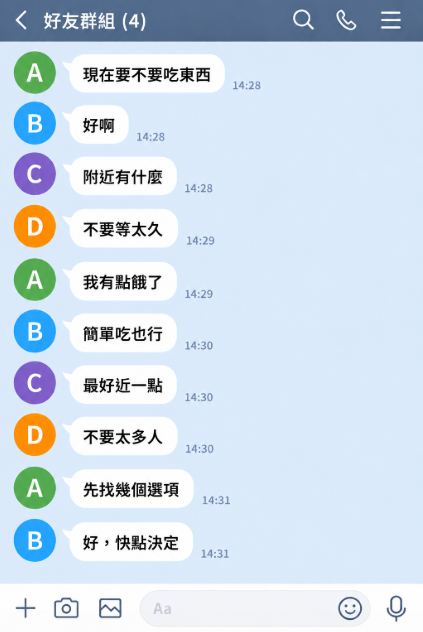 好友群組 (4)
A
現在要不要吃東西
14:28
B
好啊
14:28
C
附近有什麼
14:28
D
不要等太久
14:29
A
我有點餓了
14:29
B
簡單吃也行
14:30
C
最好近一點
14:30
D
不要太多人
14:30
A
先找幾個選項
14:31
B
好，快點決定
14:31
Aa